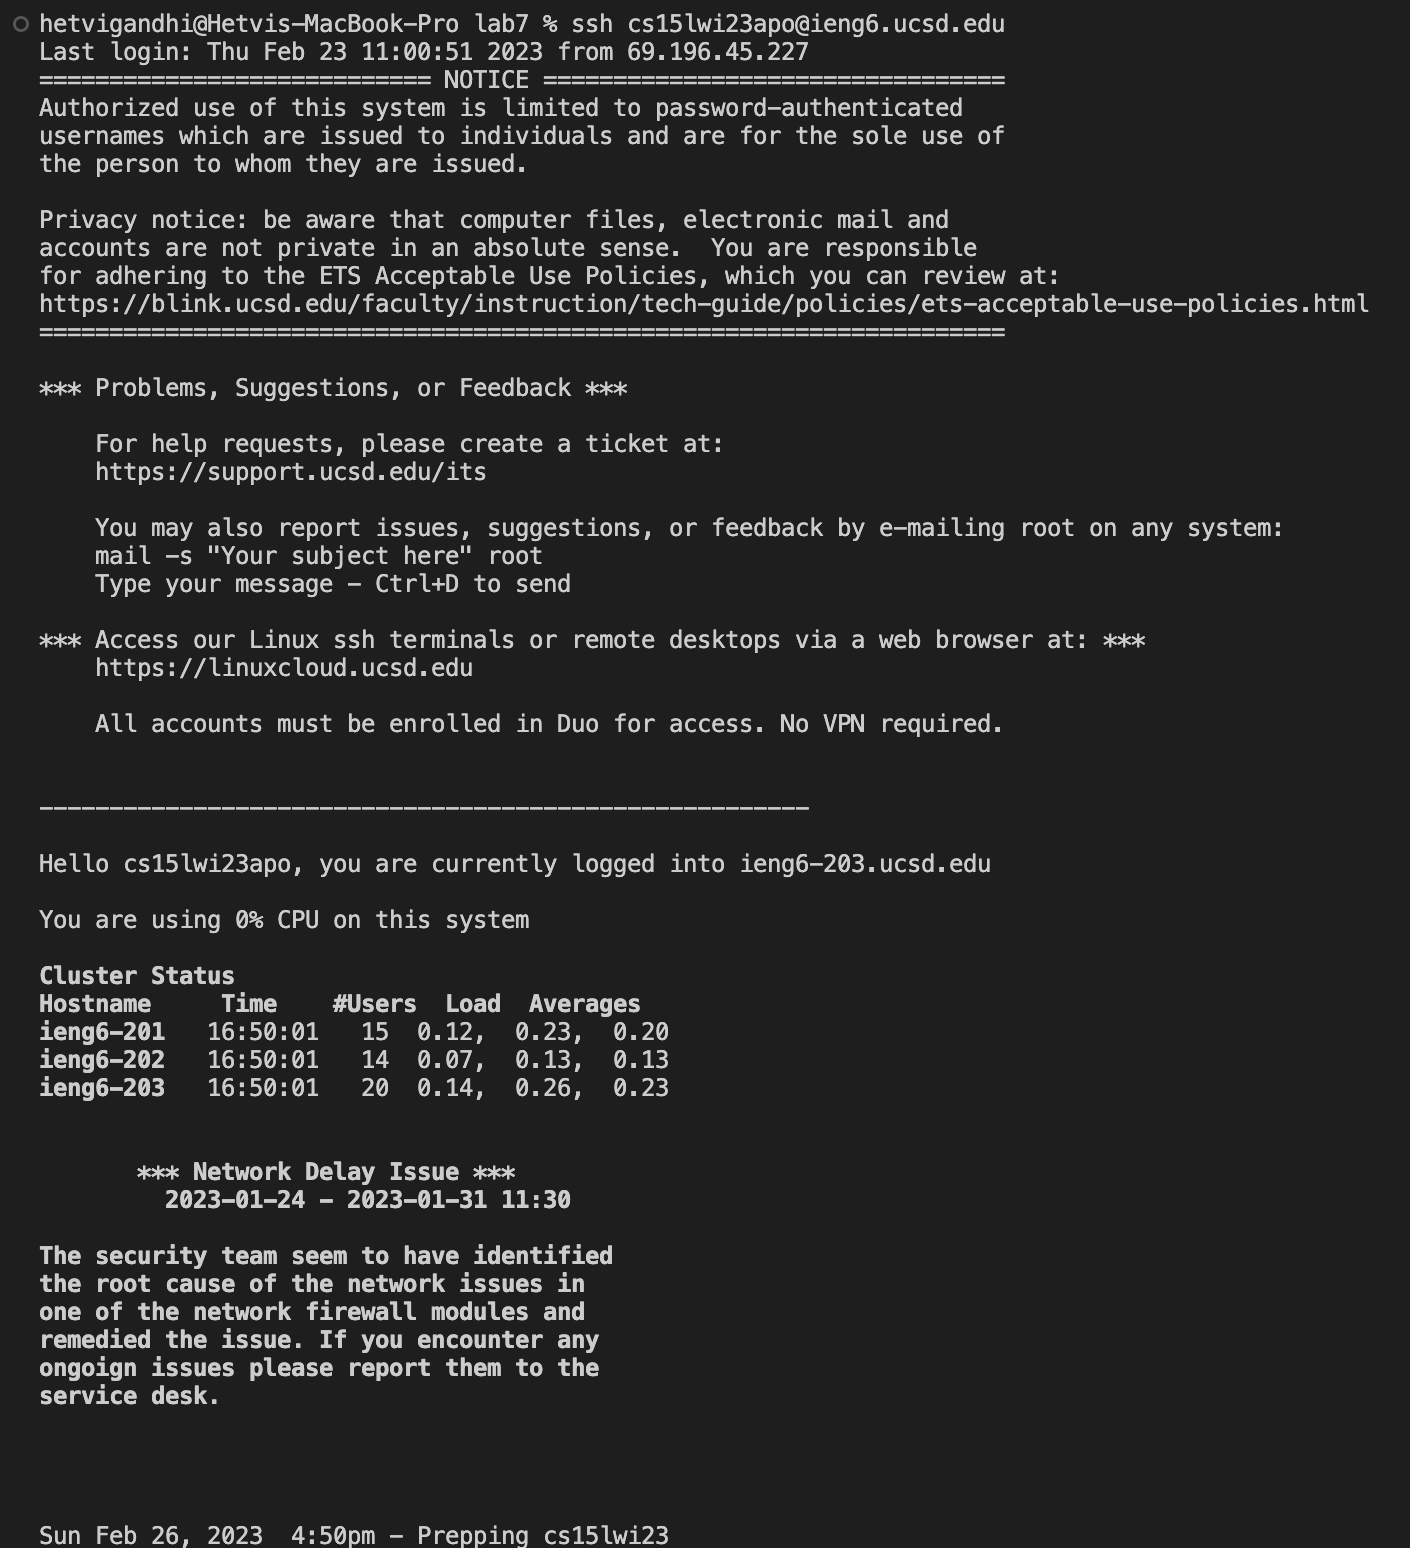 hetvigandhi@Hetvis-MacBook-Pro lab7 % ssh cs15lwi23apo@ieng6.ucsd.edu
Last login: Thu Feb 23 11:00:51 2023 from 69.196.45.227
============================ NOTICE =================================
Authorized use of this system is limited to password-authenticated
usernames which are issued to individuals and are for the sole use of
the person to whom they are issued.

Privacy notice: be aware that computer files, electronic mail and
accounts are not private in an absolute sense.  You are responsible
for adhering to the ETS Acceptable Use Policies, which you can review at:
https://blink.ucsd.edu/faculty/instruction/tech-guide/policies/ets-acceptable-use-policies.html
=====================================================================

*** Problems, Suggestions, or Feedback ***

    For help requests, please create a ticket at:
    https://support.ucsd.edu/its

    You may also report issues, suggestions, or feedback by e-mailing root on any system:
    mail -s "Your subject here" root
    Type your message - Ctrl+D to send

*** Access our Linux ssh terminals or remote desktops via a web browser at: ***
    https://linuxcloud.ucsd.edu

    All accounts must be enrolled in Duo for access. No VPN required.

-------------------------------------------------------

Hello cs15lwi23apo, you are currently logged into ieng6-203.ucsd.edu

You are using 0% CPU on this system

Cluster Status
Hostname     Time    #Users  Load  Averages
ieng6-201   16:50:01   15  0.12,  0.23,  0.20
ieng6-202   16:50:01   14  0.07,  0.13,  0.13
ieng6-203   16:50:01   20  0.14,  0.26,  0.23

       *** Network Delay Issue ***
         2023-01-24 - 2023-01-31 11:30

The security team seem to have identified
the root cause of the network issues in
one of the network firewall modules and
remedied the issue. If you encounter any
ongoign issues please report them to the
service desk.

Sun Feb 26, 2023  4:50pm - Prepping cs15lwi23